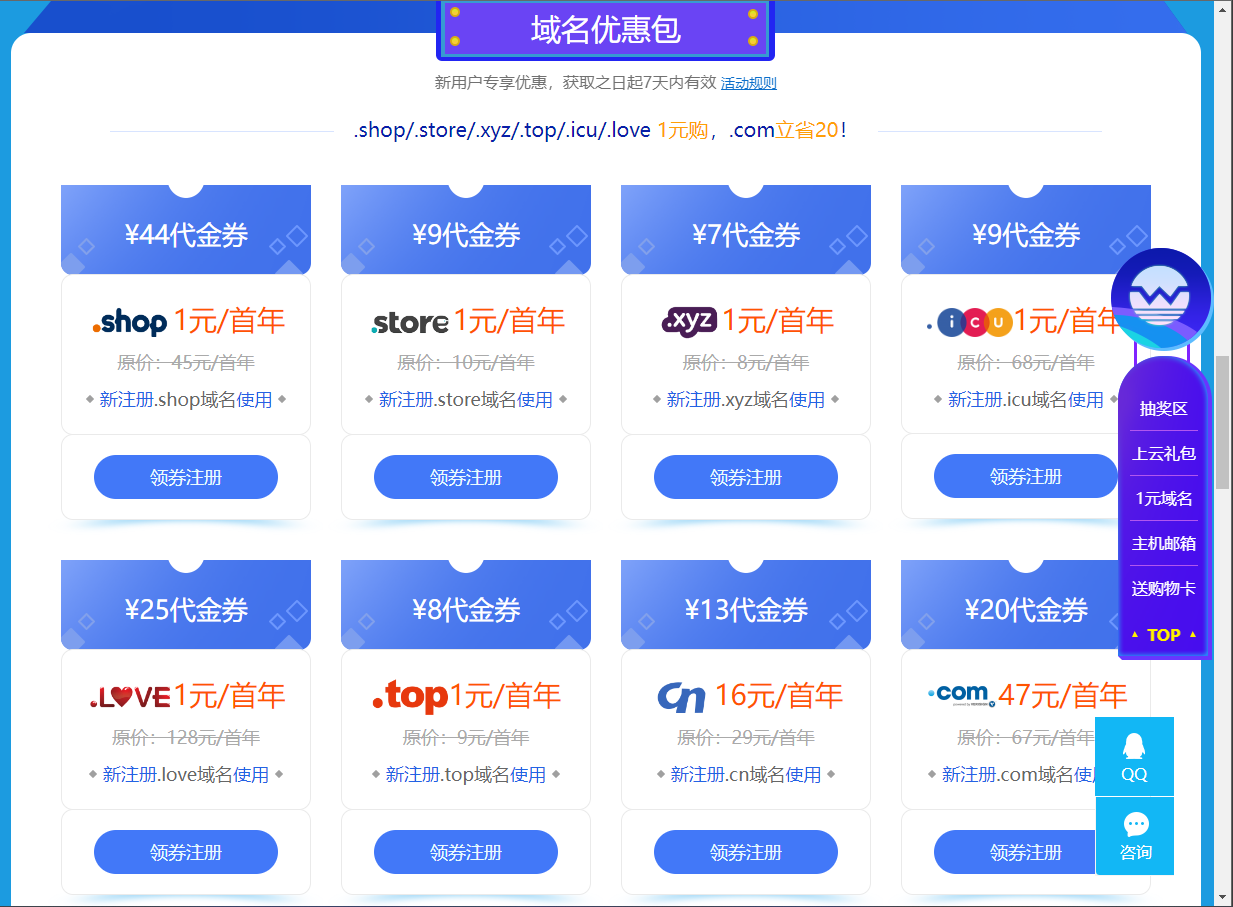 域名优惠包
新用户专享优惠，获取之日起7天内有效 活动规则
.shop/.store/.xyz/.top/.icu/.love 1元购，.com立省20！
¥44代金券
.shop 1元/首年
原价：45元/首年
新注册.shop域名使用
领券注册
¥9代金券
.store 1元/首年
原价：10元/首年
新注册.store域名使用
领券注册
¥7代金券
.xyz 1元/首年
原价：8元/首年
新注册.xyz域名使用
领券注册
¥9代金券
.icu 1元/首年
原价：68元/首年
新注册.icu域名使用
领券注册
¥25代金券
.LOVE 1元/首年
原价：128元/首年
新注册.love域名使用
领券注册
¥8代金券
.top 1元/首年
原价：9元/首年
新注册.top域名使用
领券注册
¥13代金券
cn 16元/首年
原价：29元/首年
新注册.cn域名使用
领券注册
¥20代金券
.com 47元/首年
原价：67元/首年
新注册.com域名使
领券注册
抽奖区
上云礼包
1元域名
主机邮箱
送购物卡
TOP
QQ
咨询